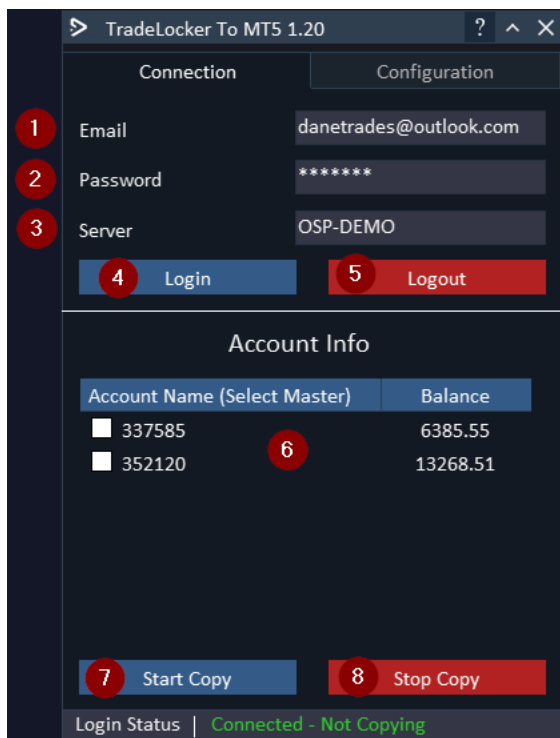 TradeLocker To MT5 1.20 ? ^ X
Connection Configuration
1 Email danetrades@outlook.com
2 Password *******
3 Server OSP-DEMO
4 Login 5 Logout
Account Info
Account Name (Select Master) Balance
337585 6385.55
6
352120 13268.51
7 Start Copy 8 Stop Copy
Login Status | Connected - Not Copying